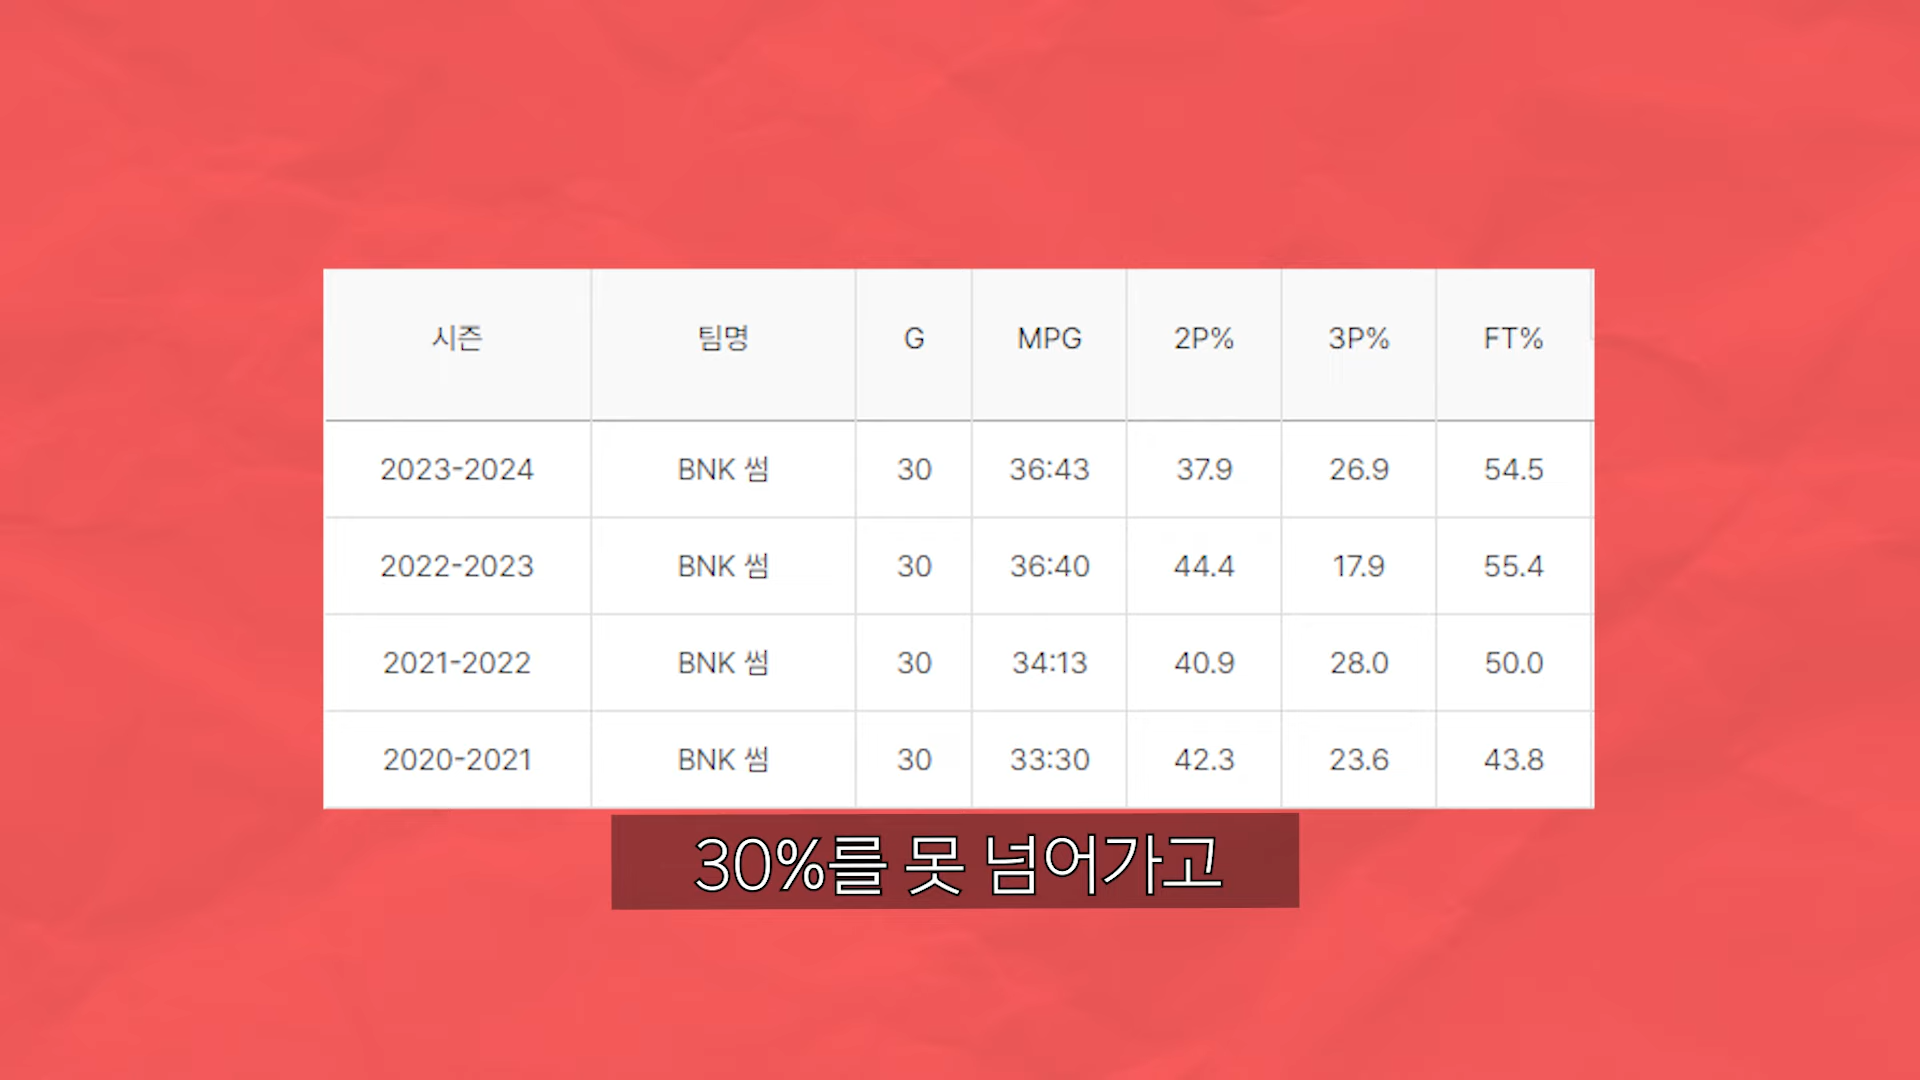 시즌 팀명 G MPG 2P% 3P% FT%
2023-2024 BNK 썸 30 36:43 37.9 26.9 54.5
2022-2023 BNK 썸 30 36:40 44.4 17.9 55.4
2021-2022 BNK 썸 30 34:13 40.9 28.0 50.0
2020-2021 BNK 썸 30 33:30 42.3 23.6 43.8
30%를 못 넘어가고